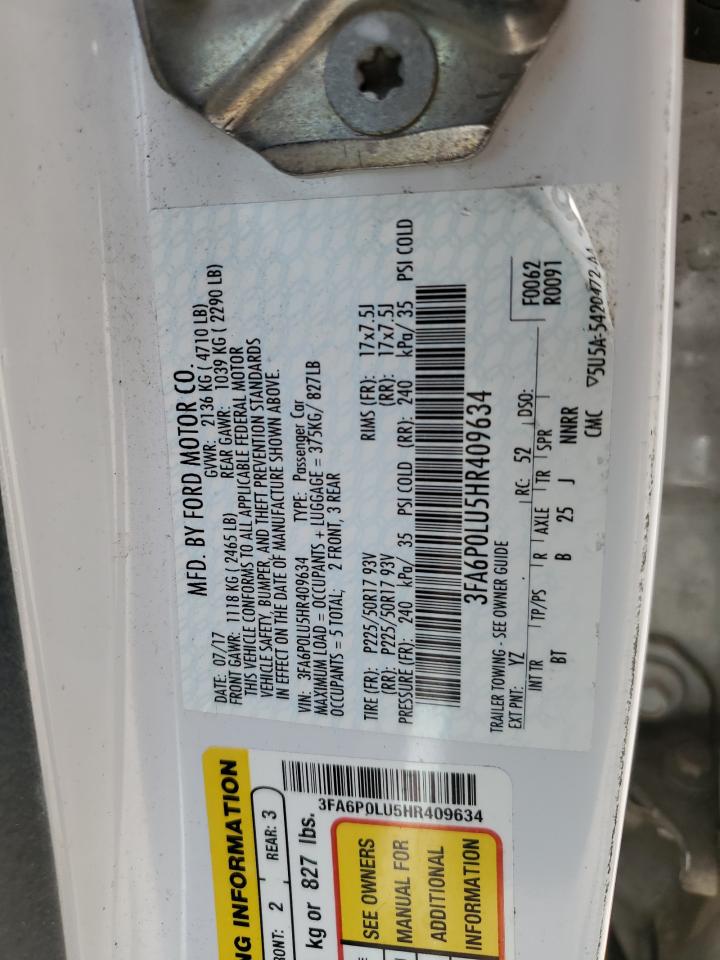 MFD. BY FORD MOTOR CO.
DATE: 07/17 GVWR: 2136 KG ( 4710 LB)
FRONT GAWR: 1118 KG ( 2465 LB) REAR GAWR: 1039 KG ( 2290 LB)
THIS VEHICLE CONFORMS TO ALL APPLICABLE FEDERAL MOTOR
VEHICLE SAFETY, BUMPER, AND THEFT PREVENTION STANDARDS
IN EFFECT ON THE DATE OF MANUFACTURE SHOWN ABOVE.
VIN: 3FA6P0LU5HR409634 TYPE: Passenger Car
MAXIMUM LOAD = OCCUPANTS + LUGGAGE = 375KG/ 827LB
OCCUPANTS = 5 TOTAL; 2 FRONT, 3 REAR
TIRE (FR): P225/50R17 93V RIMS (FR): 17x7.5J
(RR): P225/50R17 93V (RR): 17x7.5J
PRESSURE (FR): 240 kPa/ 35 PSI COLD (RR): 240 kPa/ 35 PSI COLD
3FA6P0LU5HR409634
TRAILER TOWING - SEE OWNER GUIDE
EXT PNT: YZ RC: 52 DSO: F0062
R0091
INT TR TP/PS R AXLE TR SPR
BT B 25 J NNRR
CMC
5U5A-5420472-AA
NG INFORMATION
RONT: 2 REAR: 3
kg or 827 lbs.
3FA6P0LU5HR409634
SEE OWNERS
MANUAL FOR
ADDITIONAL
INFORMATION